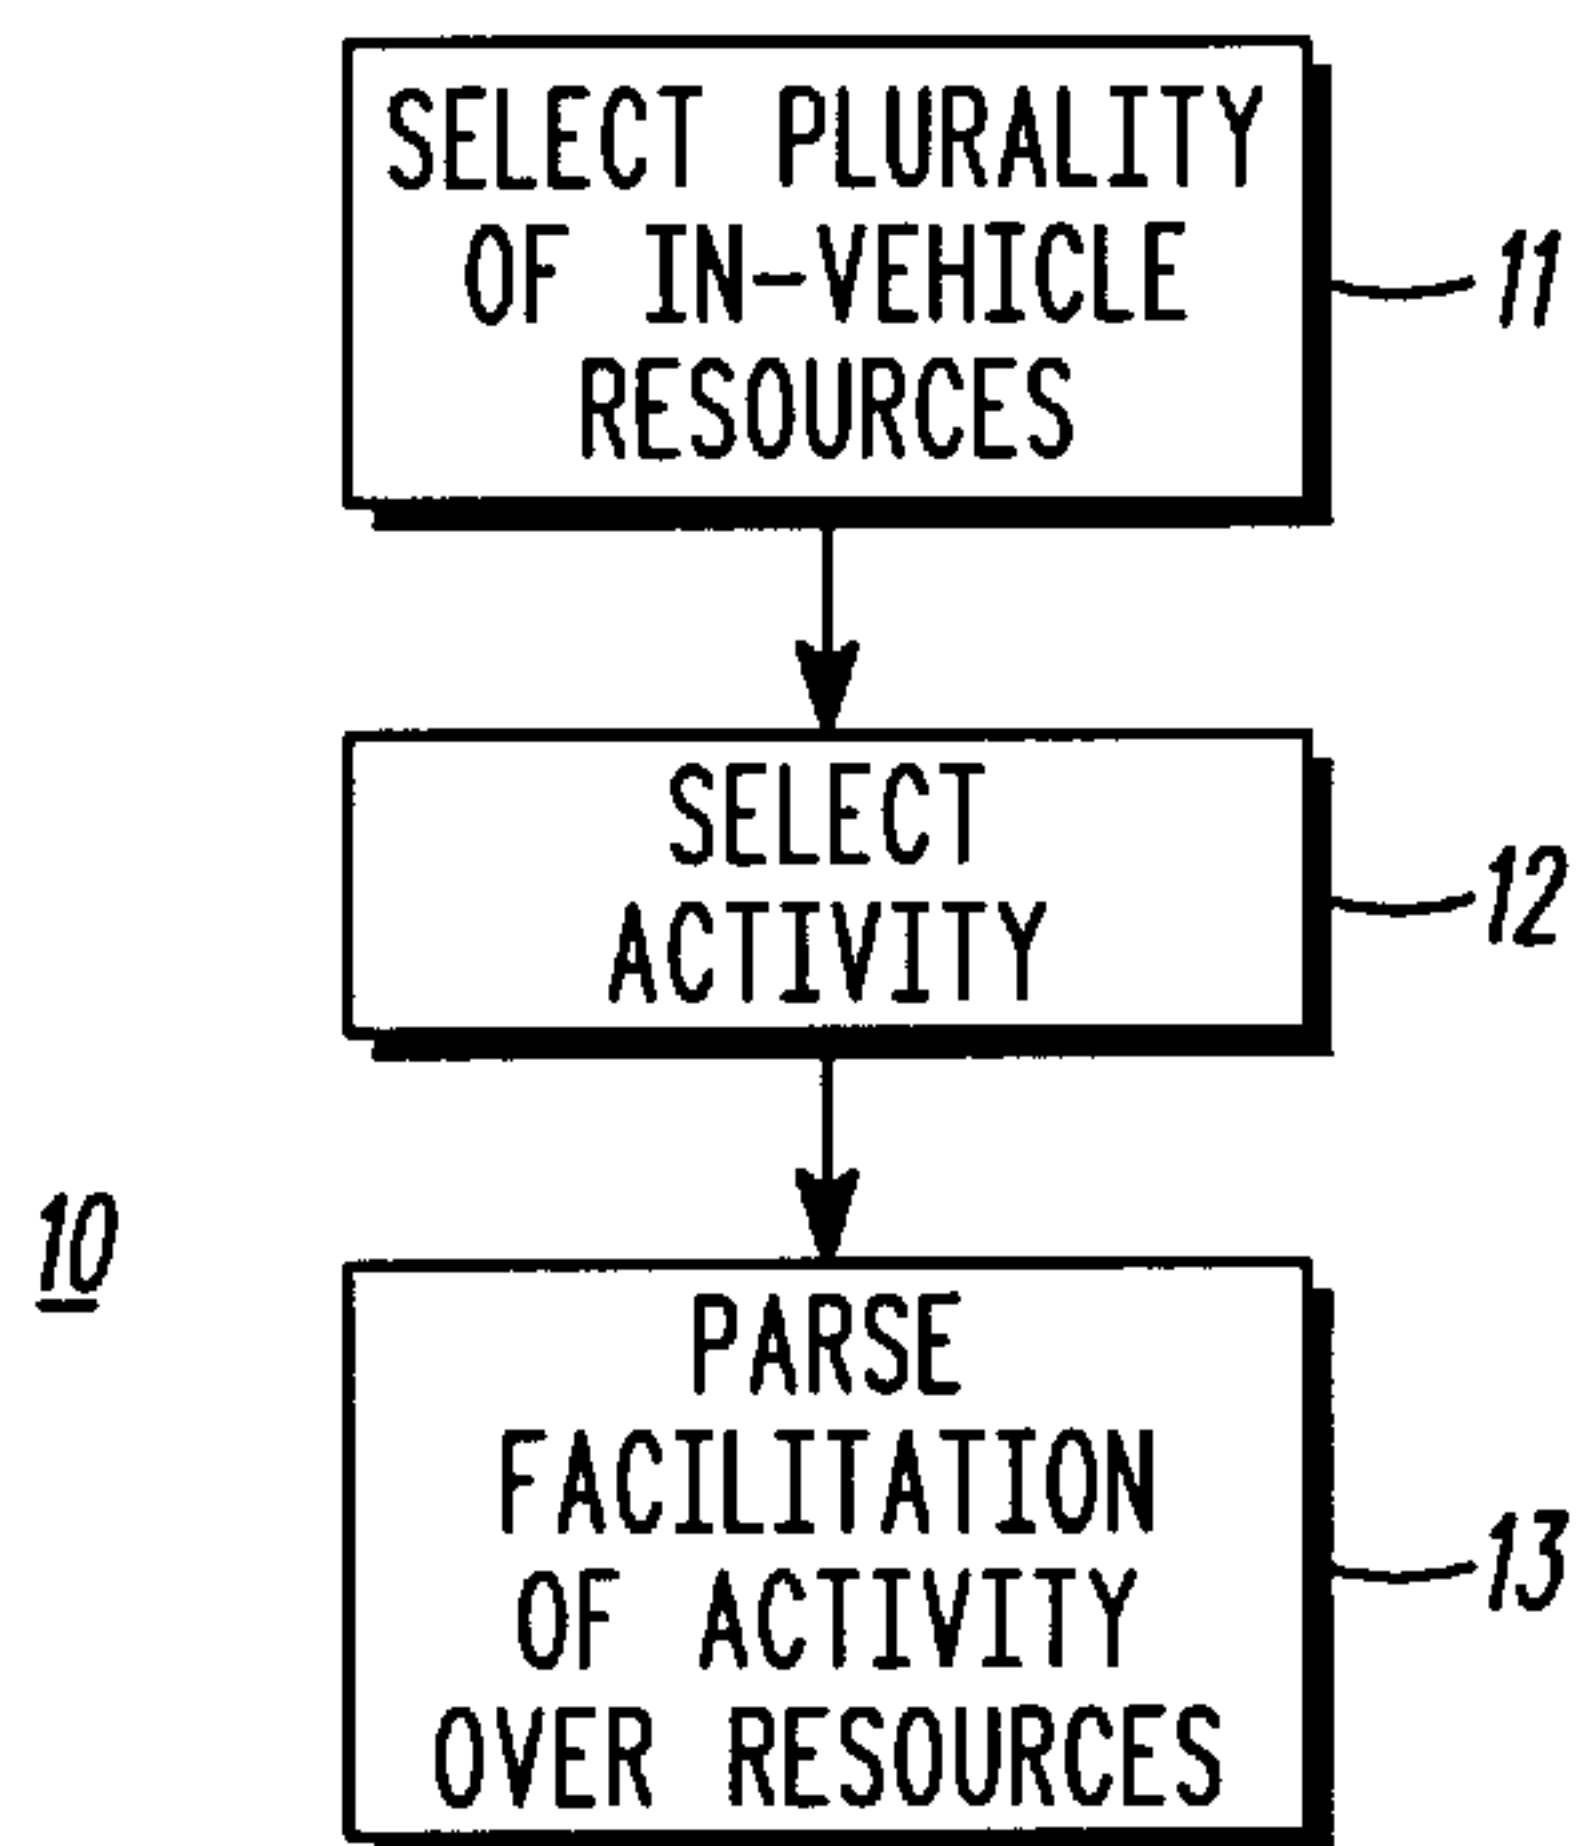 SELECT PLURALITY
OF IN-VEHICLE
RESOURCES
11
SELECT
ACTIVITY
12
10
PARSE
FACILITATION
OF ACTIVITY
OVER RESOURCES
13